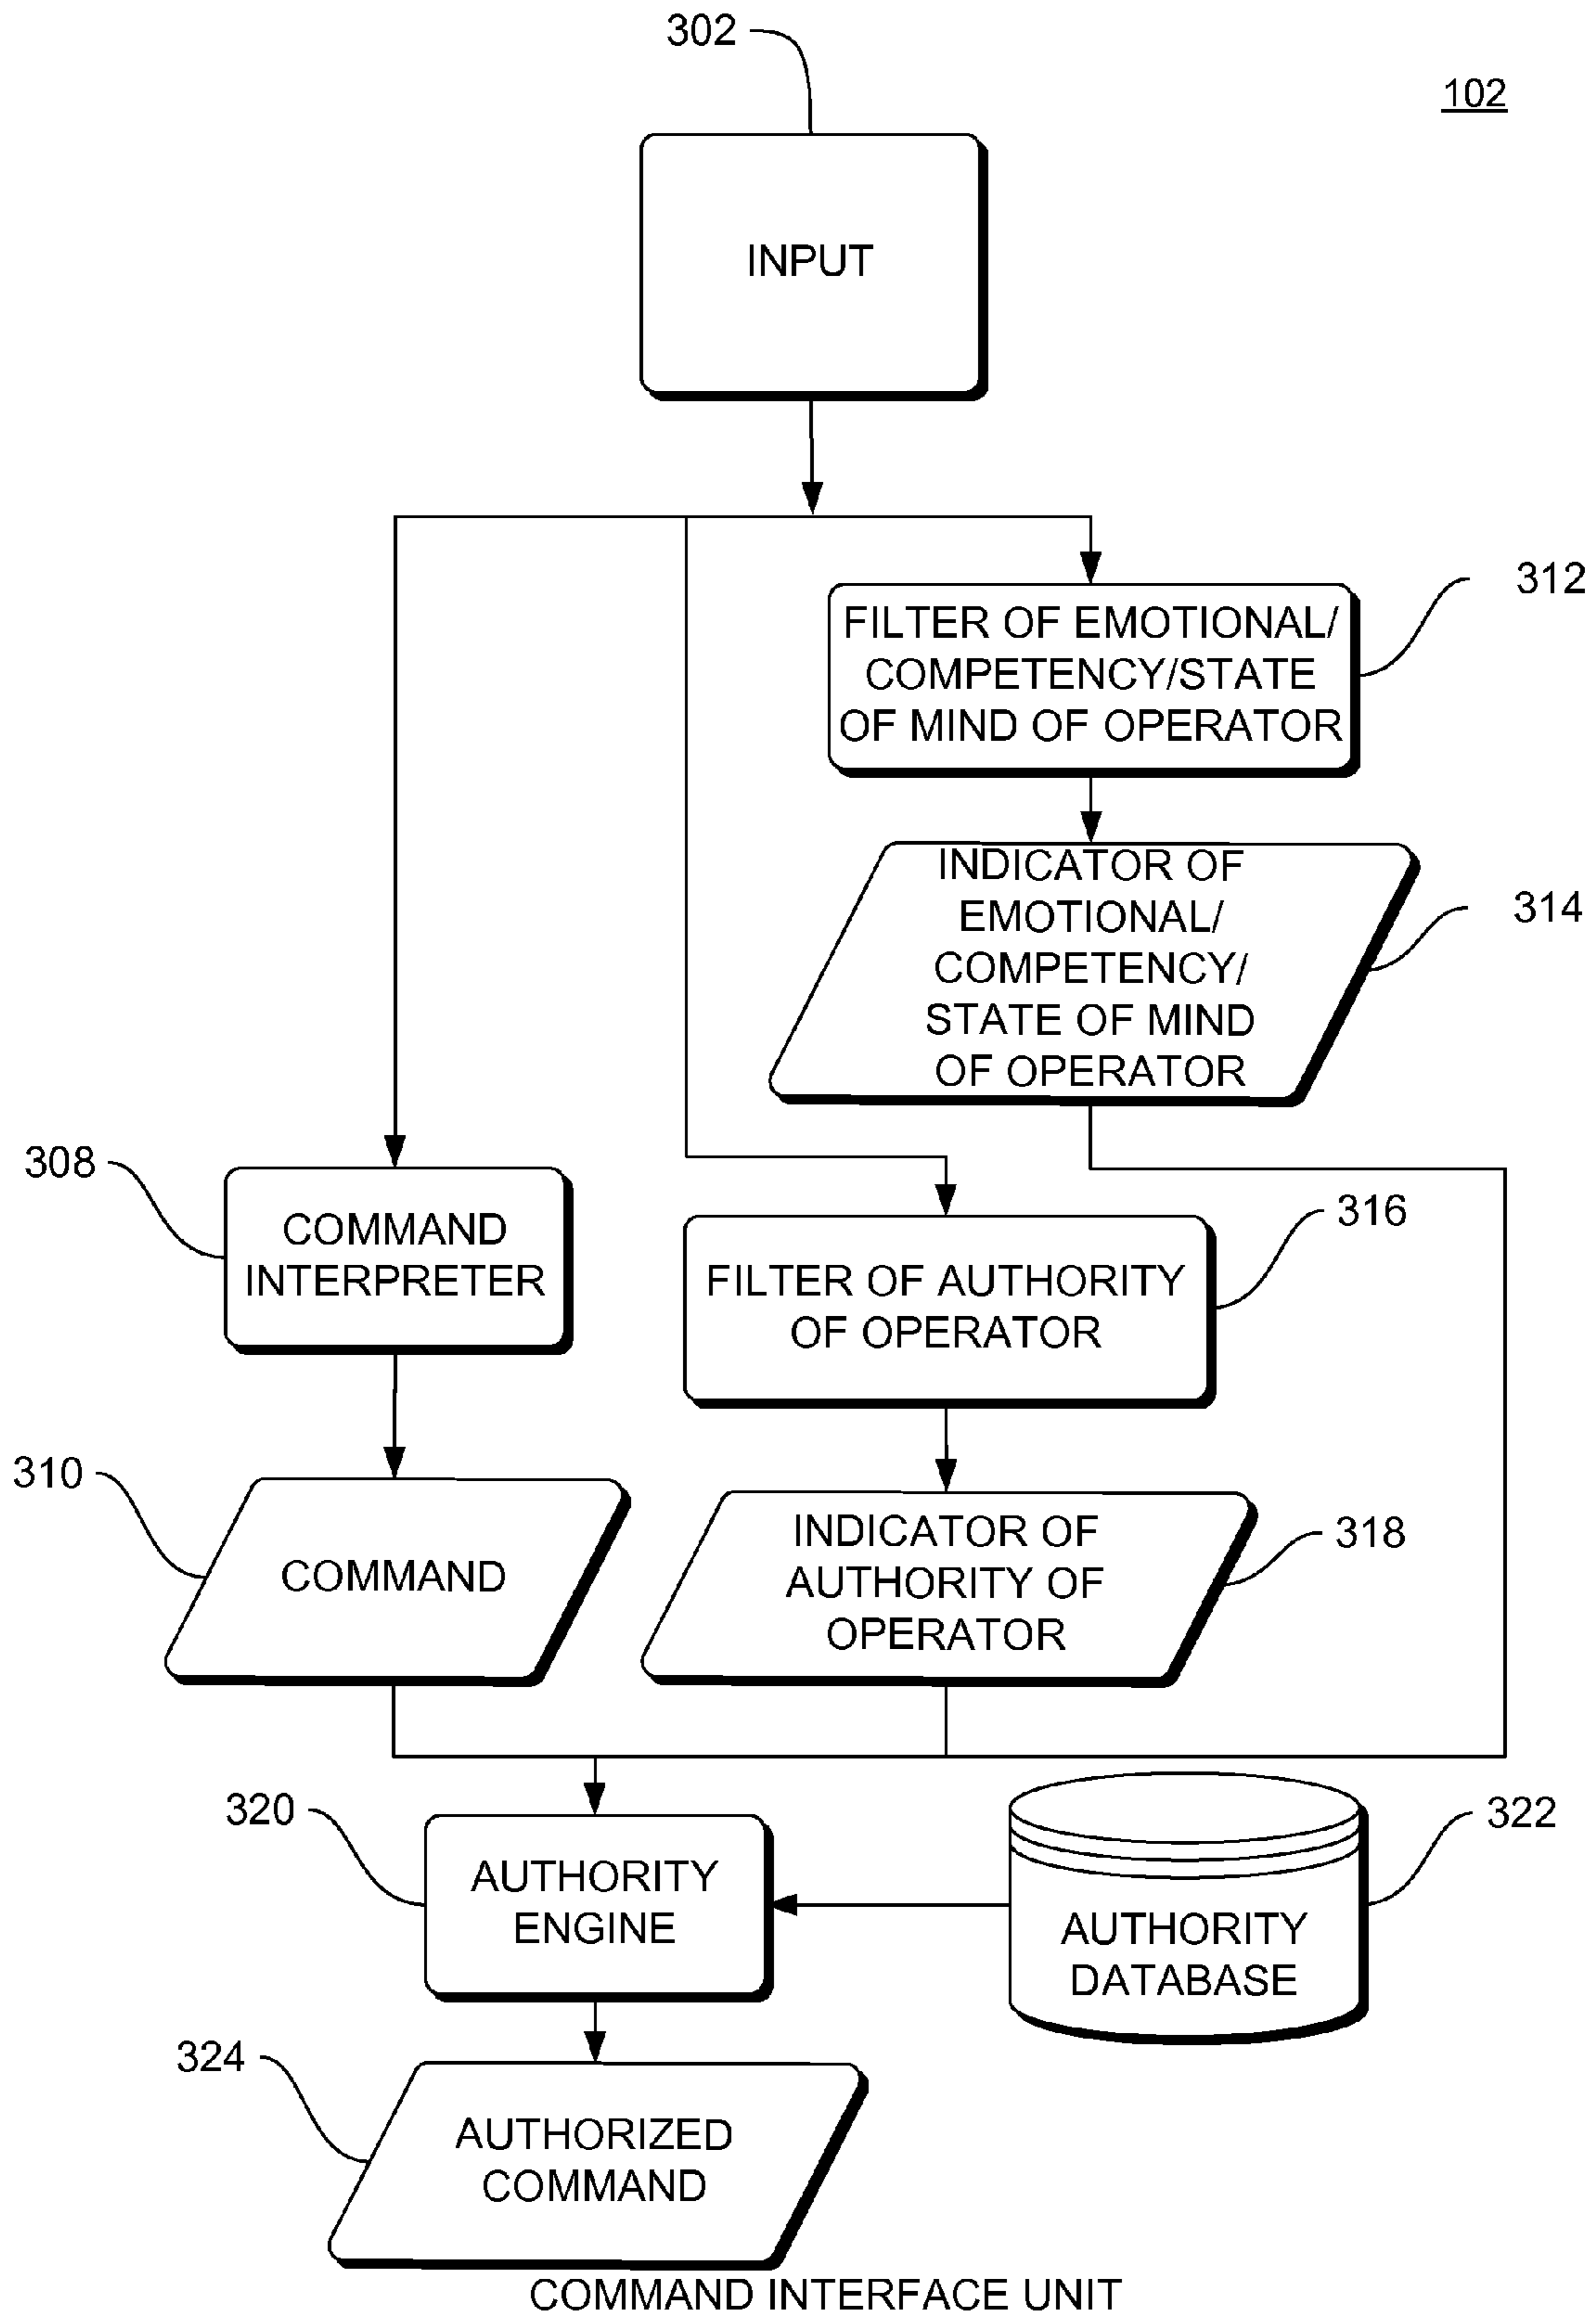 302
102
INPUT
312
FILTER OF EMOTIONAL/
COMPETENCY/STATE
OF MIND OF OPERATOR
314
INDICATOR OF
EMOTIONAL/
COMPETENCY/
STATE OF MIND
OF OPERATOR
308
COMMAND
INTERPRETER
316
FILTER OF AUTHORITY
OF OPERATOR
310
COMMAND
318
INDICATOR OF
AUTHORITY OF
OPERATOR
320
AUTHORITY
ENGINE
322
AUTHORITY
DATABASE
324
AUTHORIZED
COMMAND
COMMAND INTERFACE UNIT